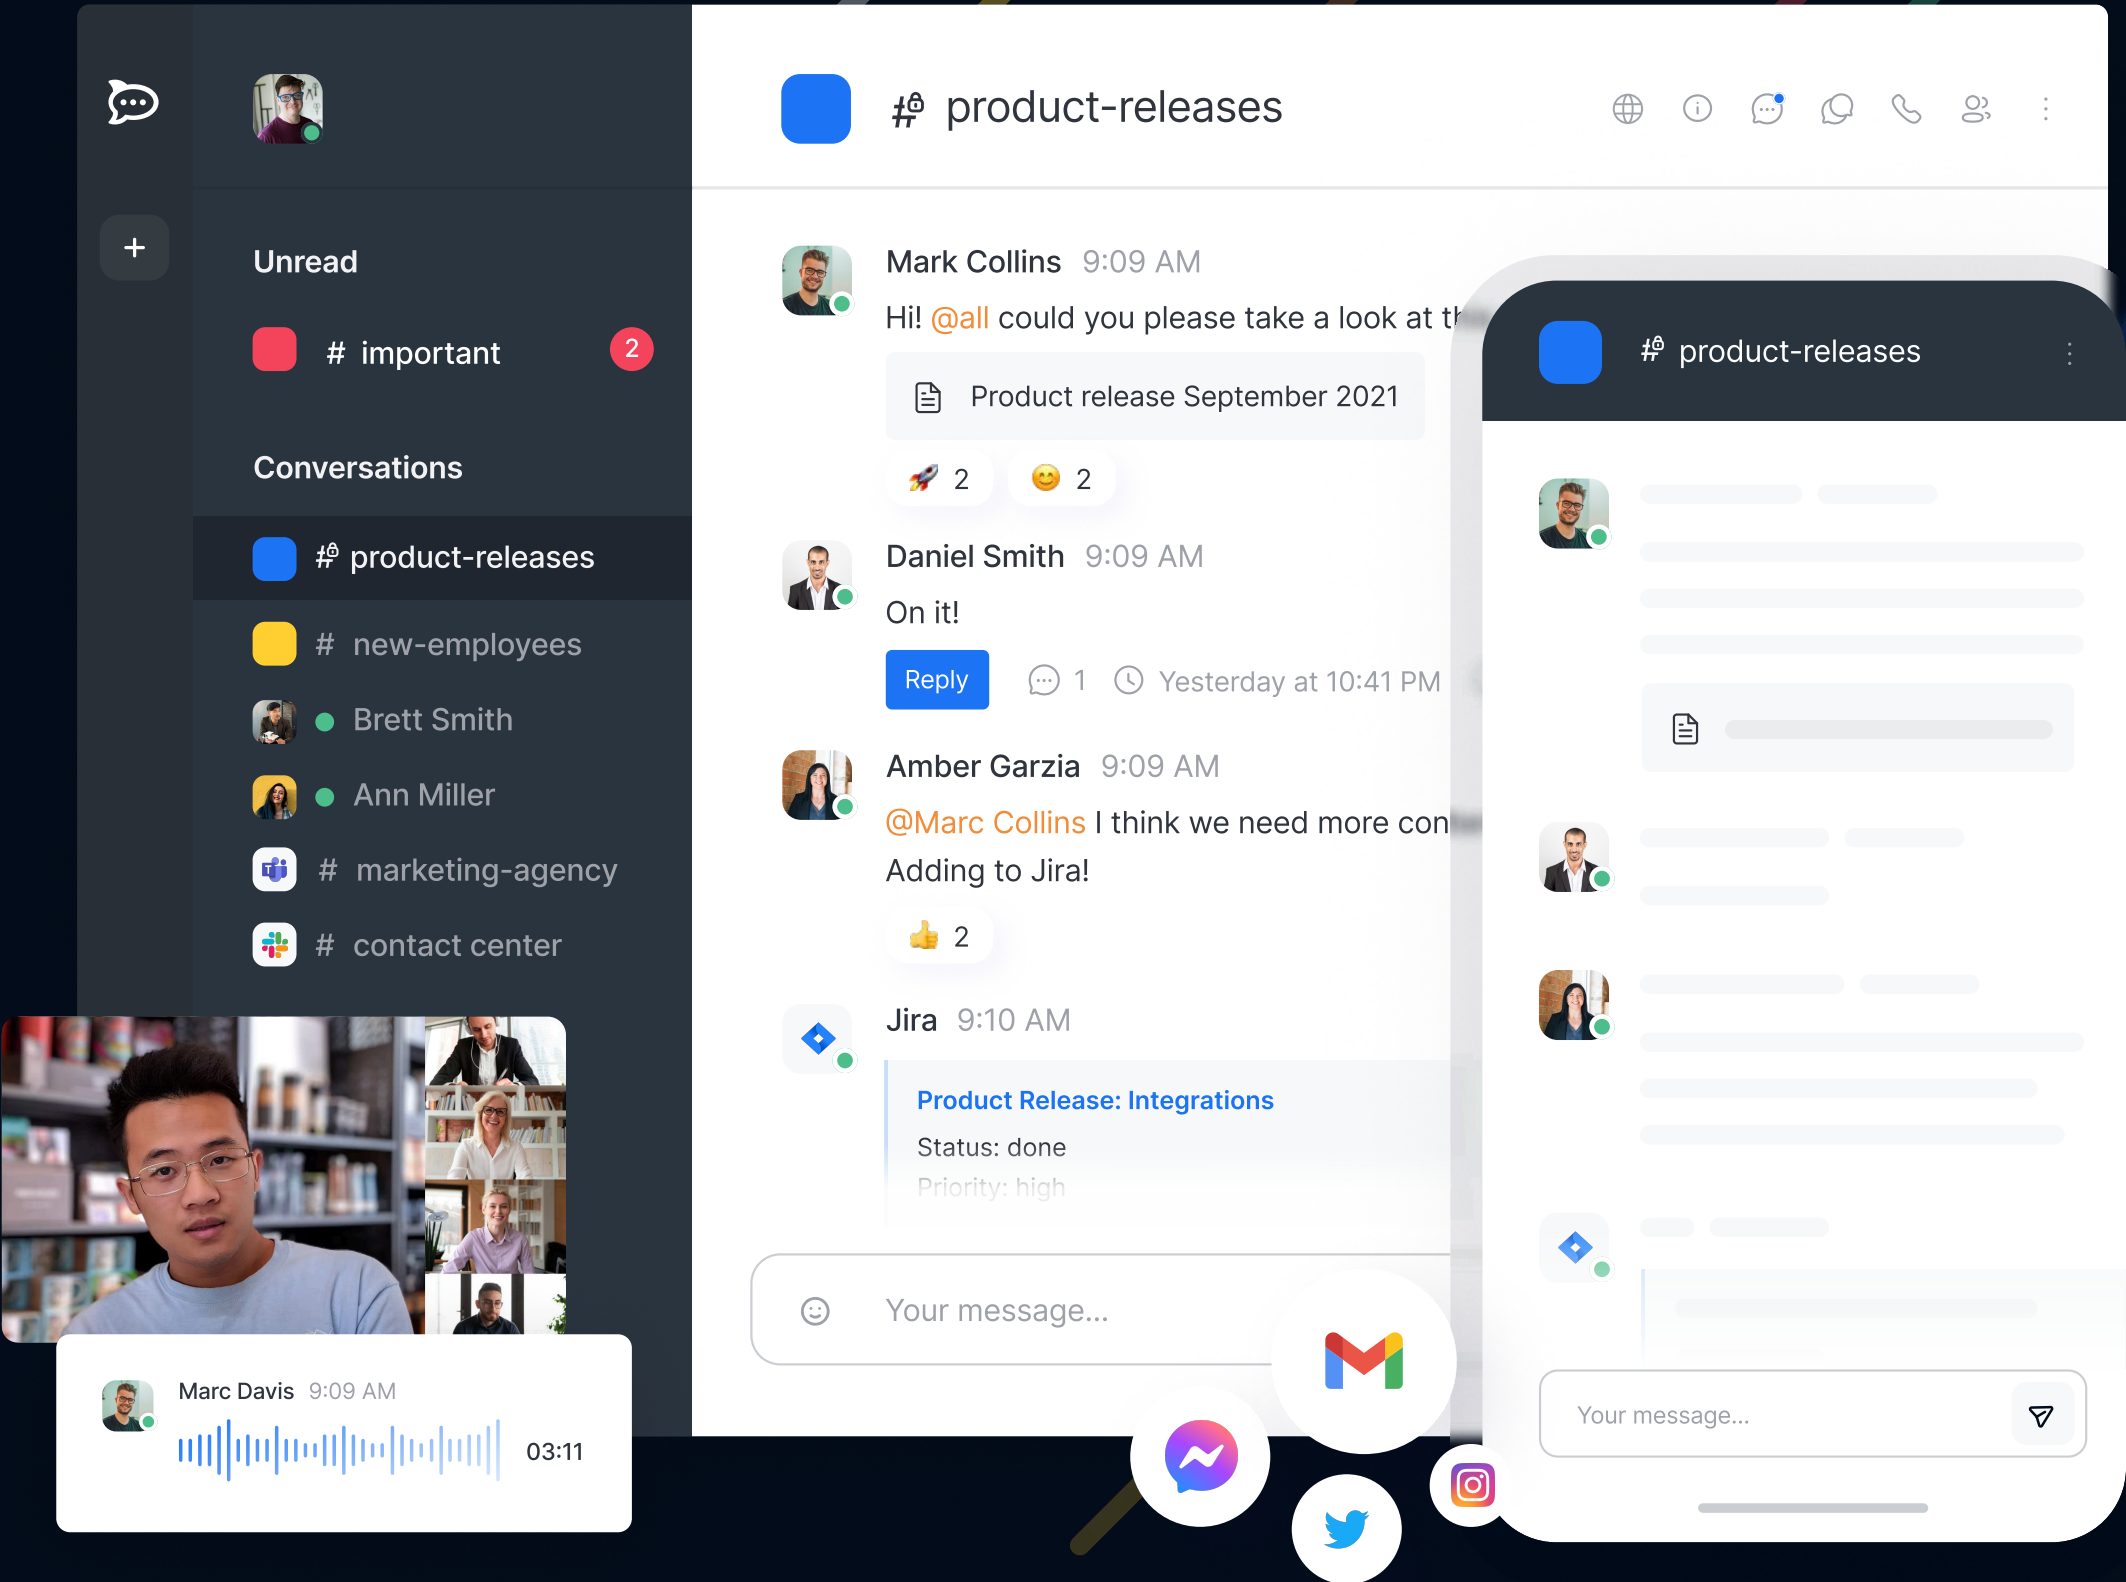 Unread
# important 2
Conversations
# product-releases
# new-employees
Brett Smith
Ann Miller
# marketing-agency
# contact center
# product-releases
Mark Collins 9:09 AM
Hi! @all could you please take a look at
Product release September 2021
🚀 2 😊 2
Daniel Smith 9:09 AM
On it!
Reply 1 Yesterday at 10:41 PM
Amber Garzia 9:09 AM
@Marc Collins I think we need more
Adding to Jira!
👍 2
Jira 9:10 AM
Product Release: Integrations
Status: done
Priority: high
Your message...
Marc Davis 9:09 AM
03:11
# product-releases
Your message...